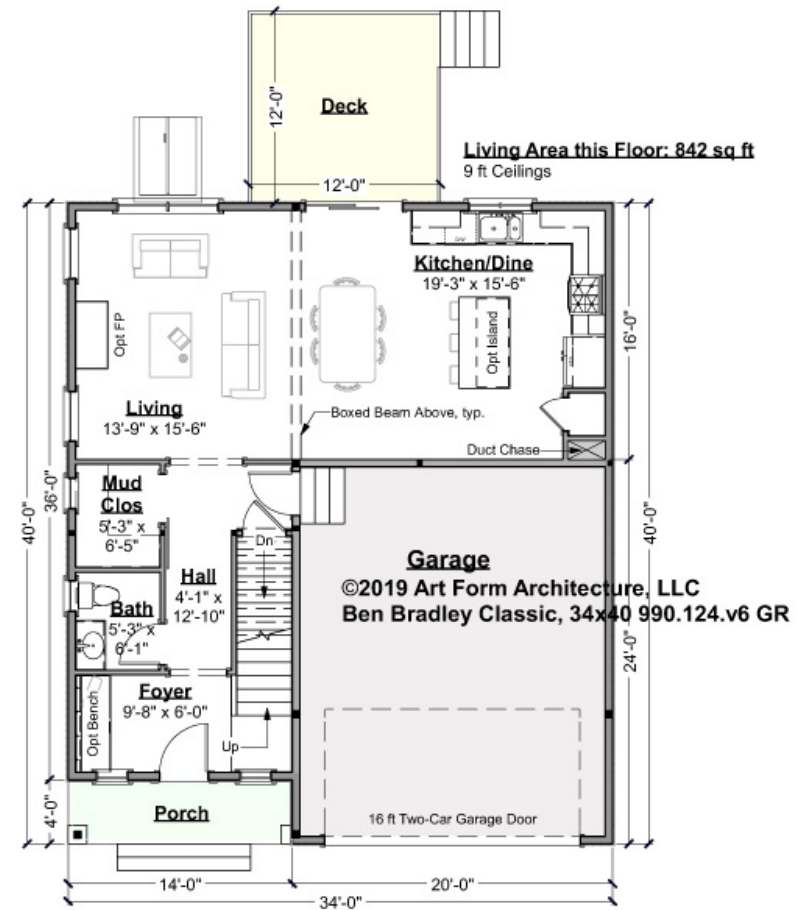 12'-0"
Deck
12'-0"
Living Area this Floor: 842 sq ft
9 ft Ceilings
DW
Kitchen/Dine
19'-3" x 15'-6"
Opt FP
Opt Island
16'-0"
Living
13'-9" x 15'-6"
Boxed Beam Above, typ.
Duct Chase
Mud
Clos
5'-3" x
6'-5"
36'-0"
40'-0"
40'-0"
Dn
Hall
4'-1" x
12'-10"
Garage
©2019 Art Form Architecture, LLC
Ben Bradley Classic, 34x40 990.124.v6 GR
Bath
5'-3" x
6'-1"
24'-0"
Foyer
9'-8" x 6'-0"
Opt Bench
Up
Porch
4'-0"
16 ft Two-Car Garage Door
14'-0"
20'-0"
34'-0"